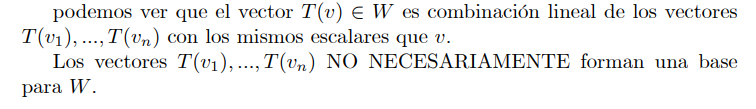 podemos ver que el vector T(v) ∈ W es combinación lineal de los vectores
T(v₁), ..., T(vₙ) con los mismos escalares que v.
Los vectores T(v₁), ..., T(vₙ) NO NECESARIAMENTE forman una base
para W.